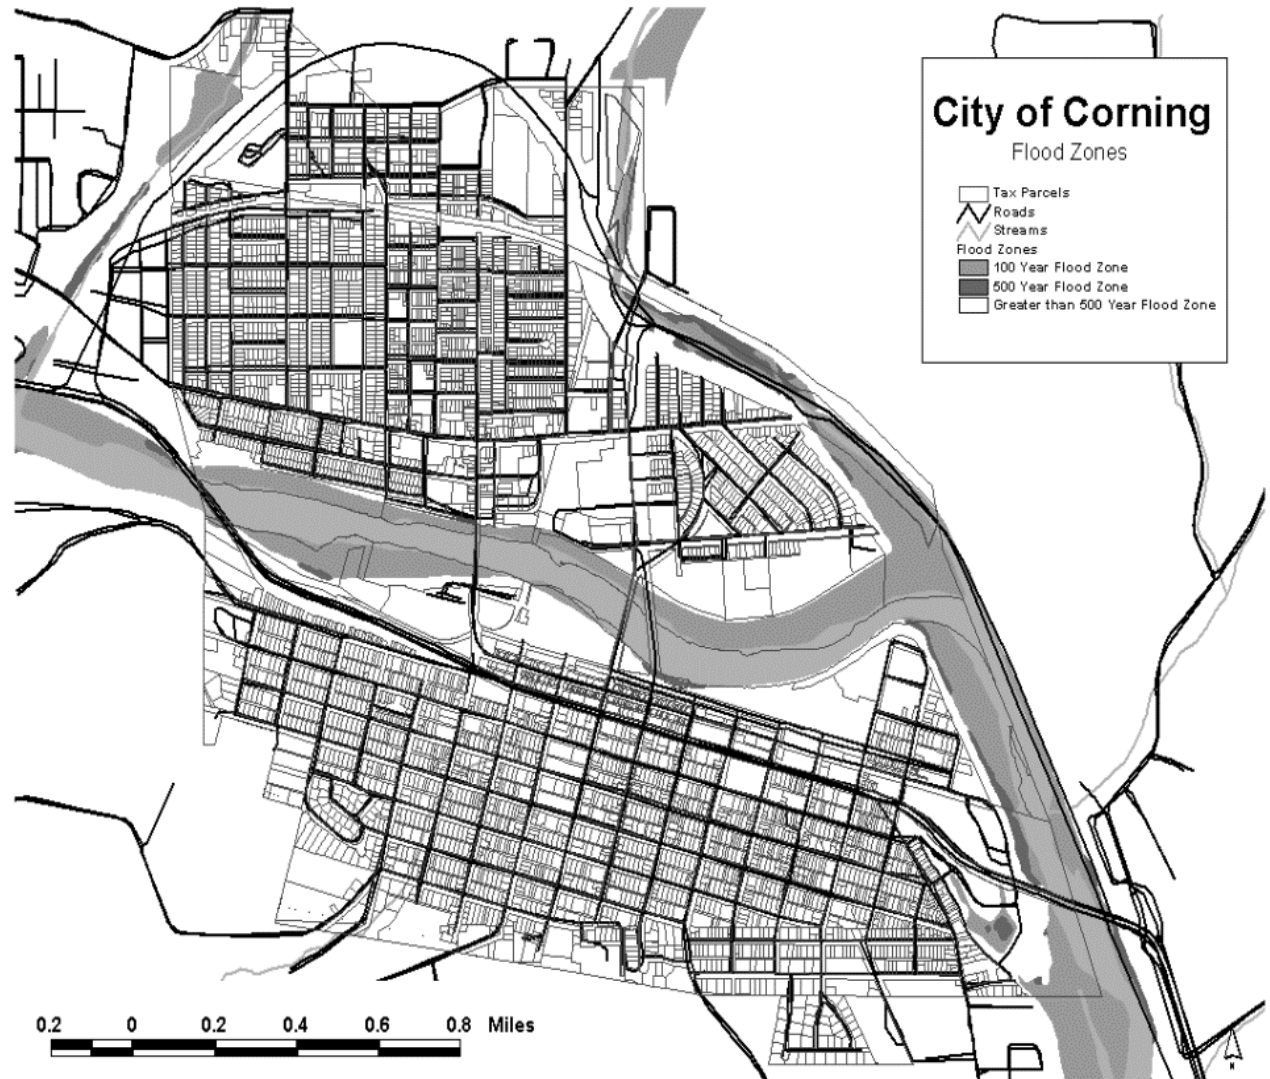 City of Corning
Flood Zones
Tax Parcels
Roads
Streams
Flood Zones
100 Year Flood Zone
500 Year Flood Zone
Greater than 500 Year Flood Zone
0.2 0 0.2 0.4 0.6 0.8 Miles
N